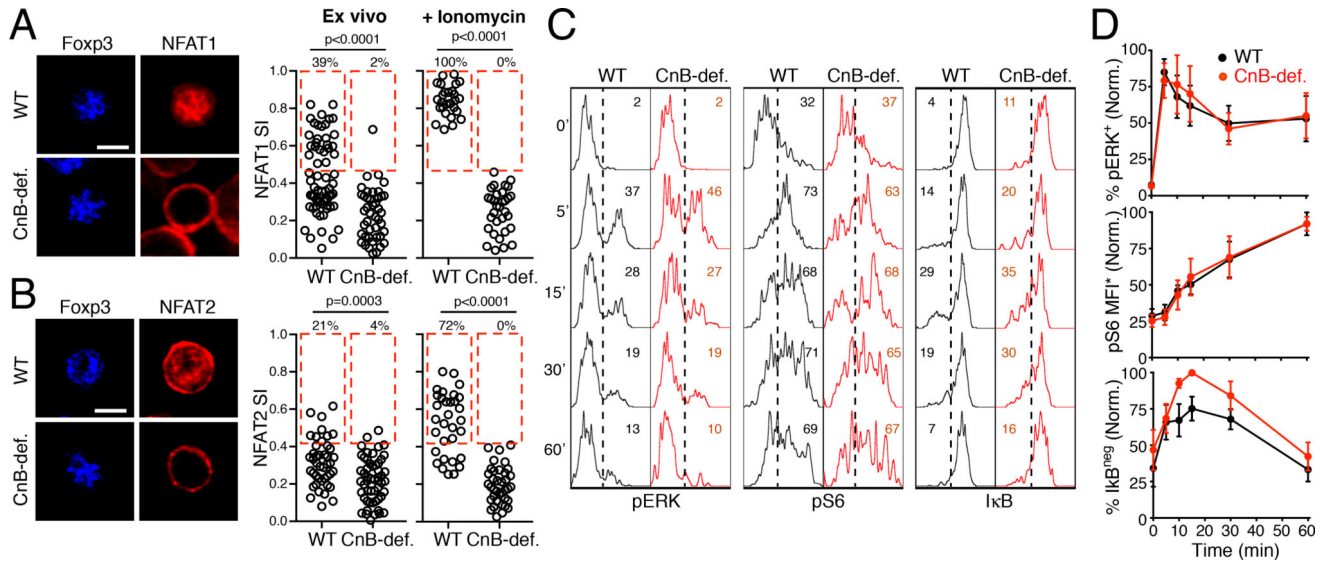 A
Foxp3 NFAT1
WT
CnB-def.
Ex vivo + Ionomycin
p<0.0001 p<0.0001
39% 2% 100% 0%
NFAT1 SI
1.0
0.8
0.6
0.4
0.2
0.0
WT CnB-def. WT CnB-def.
B
Foxp3 NFAT2
WT
CnB-def.
p=0.0003 p<0.0001
21% 4% 72% 0%
NFAT2 SI
1.0
0.8
0.6
0.4
0.2
0.0
WT CnB-def. WT CnB-def.
C
WT CnB-def. WT CnB-def. WT CnB-def.
0' 2 2 32 37 4 11
5' 37 46 73 63 14 20
15' 28 27 68 68 29 35
30' 19 19 71 65 19 30
60' 13 10 69 67 7 16
pERK pS6 IκB
D
WT
CnB-def.
% pERK⁺ (Norm.)
100
75
50
25
0
pS6 MFI* (Norm.)
100
75
50
25
0
% IkBⁿᵉᵍ (Norm.)
100
75
50
25
0
0 10 20 30 40 50 60
Time (min)